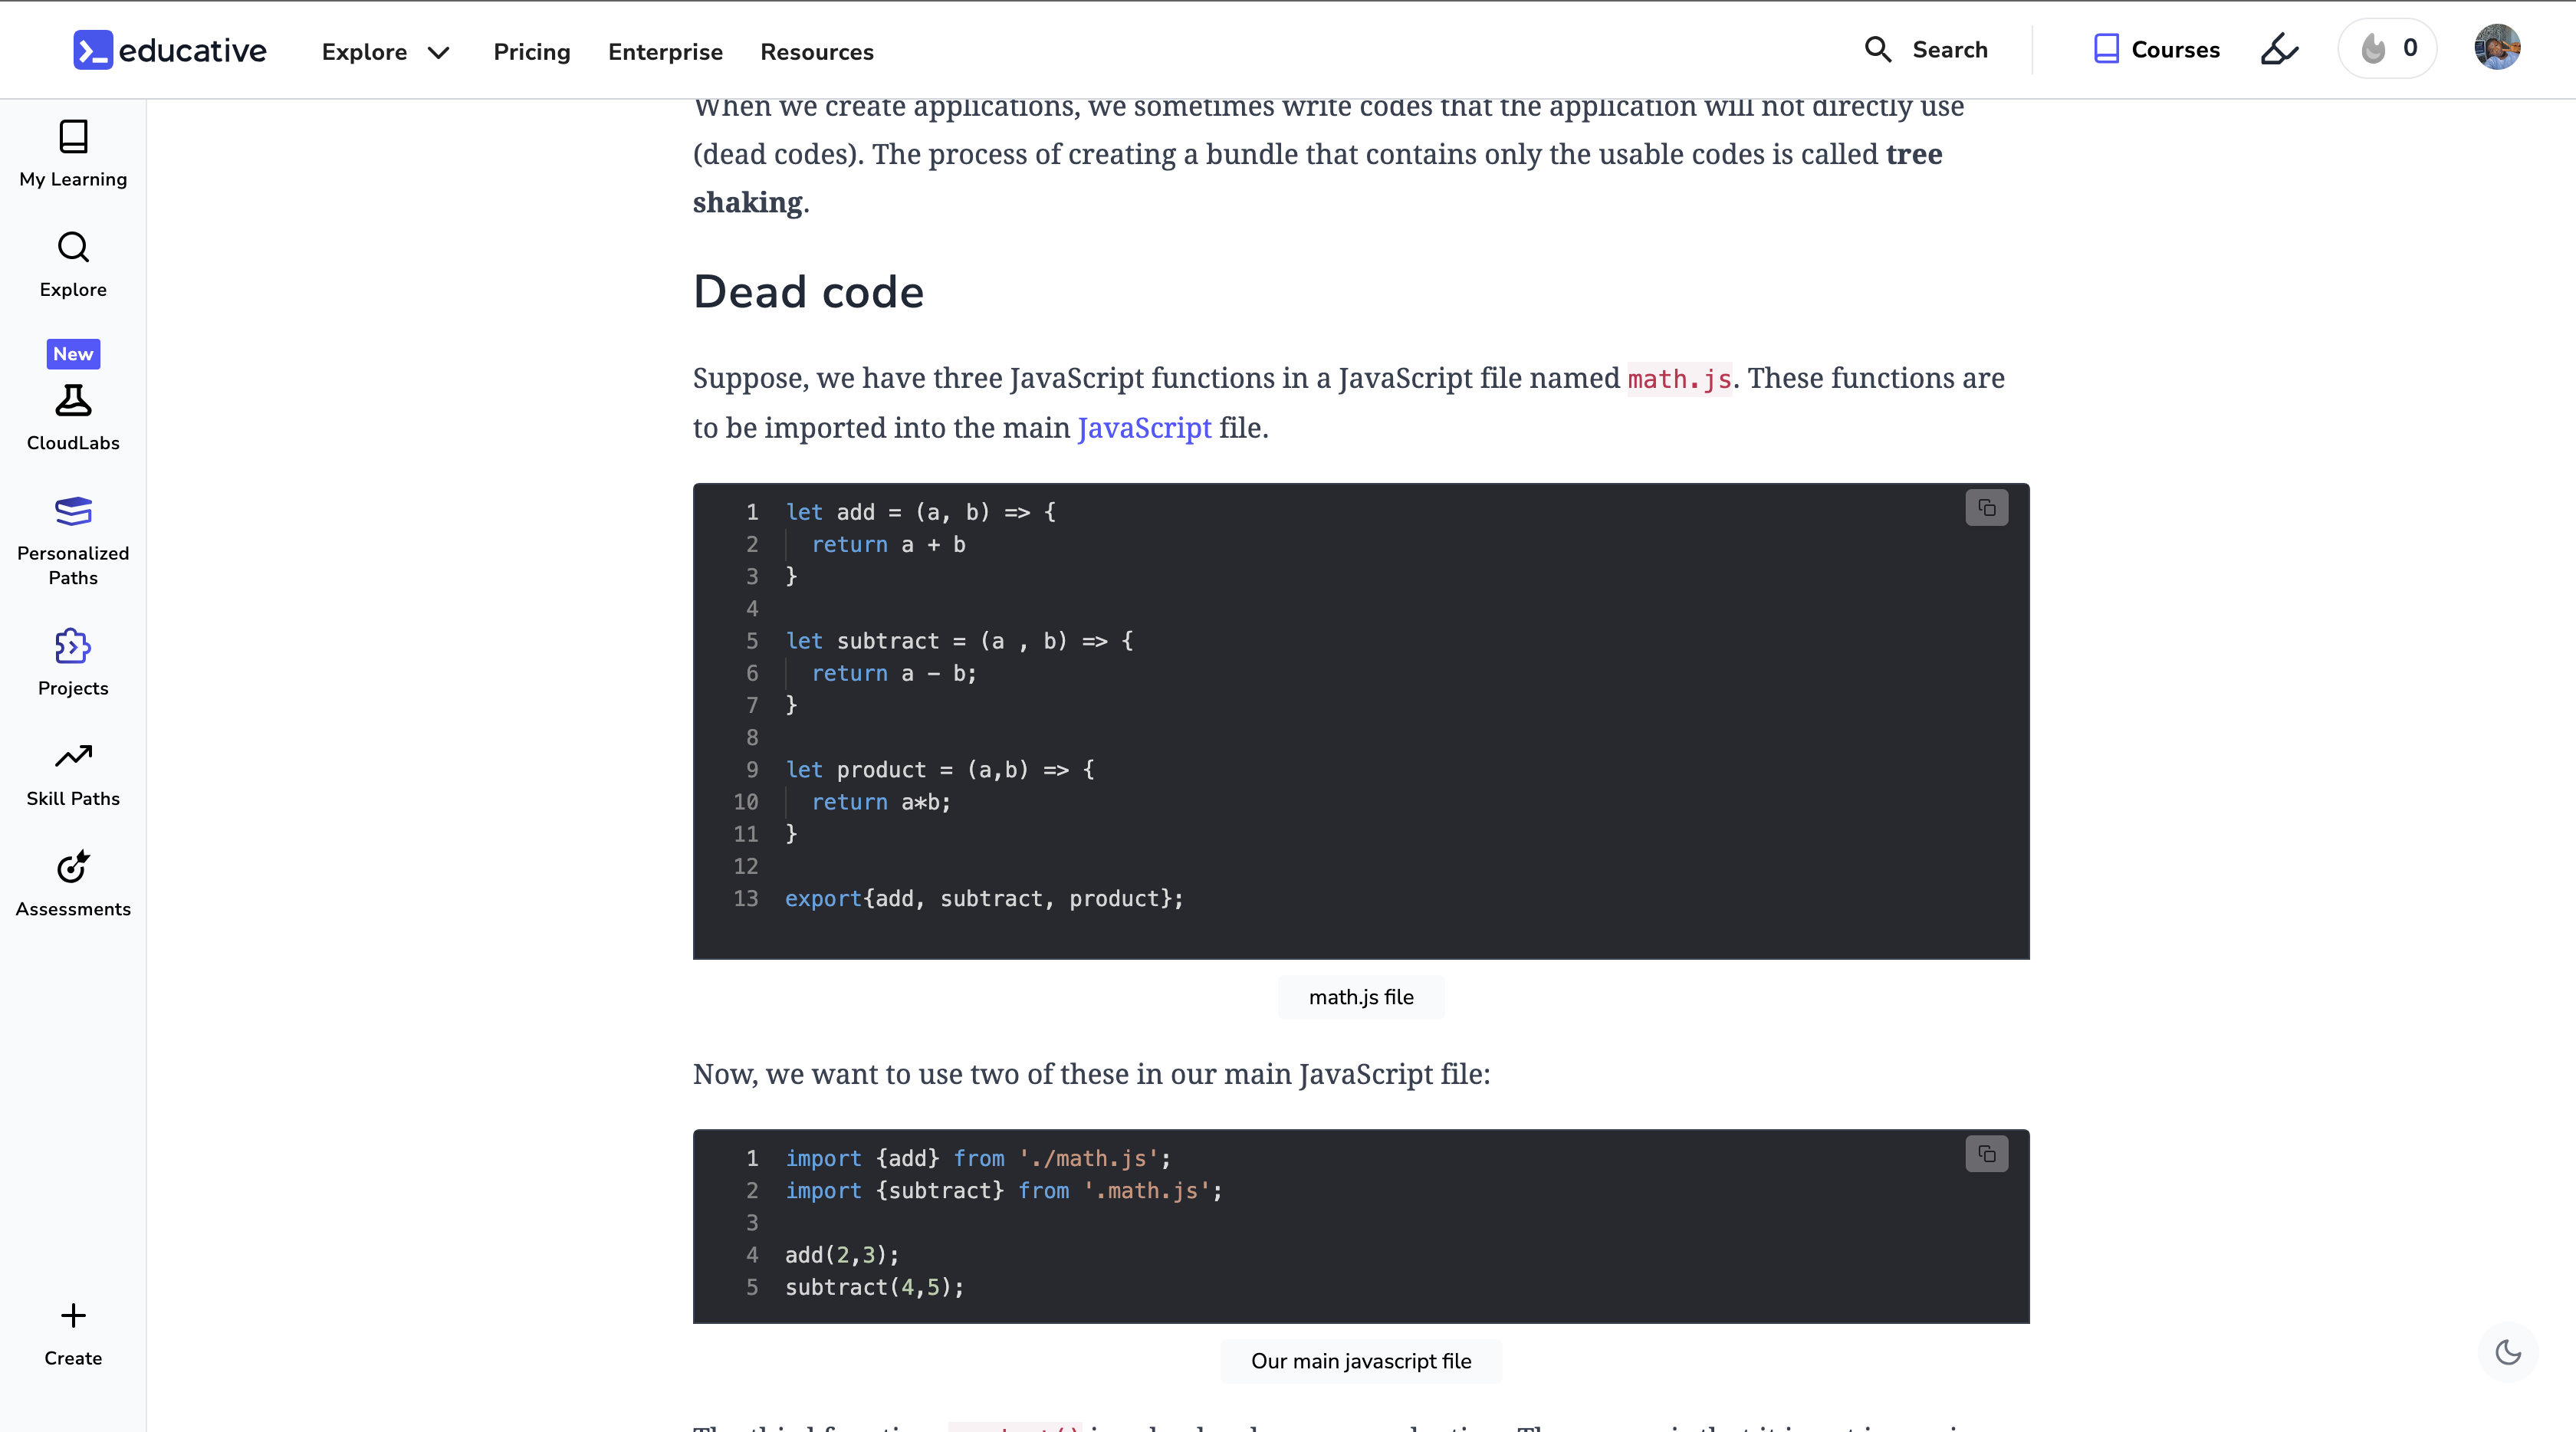 educative
Explore
Pricing
Enterprise
Resources
Search
Courses
0
My Learning
Explore
New
CloudLabs
Personalized
Paths
Projects
Skill Paths
Assessments
Create
When we create applications, we sometimes write codes that the application will not directly use
(dead codes). The process of creating a bundle that contains only the usable codes is called tree
shaking.
Dead code
Suppose, we have three JavaScript functions in a JavaScript file named math.js. These functions are
to be imported into the main JavaScript file.
1 let add = (a, b) => {
2 return a + b
3 }
4
5 let subtract = (a , b) => {
6 return a - b;
7 }
8
9 let product = (a,b) => {
10 return a*b;
11 }
12
13 export{add, subtract, product};
math.js file
Now, we want to use two of these in our main JavaScript file:
1 import {add} from './math.js';
2 import {subtract} from '.math.js';
3
4 add(2,3);
5 subtract(4,5);
Our main javascript file